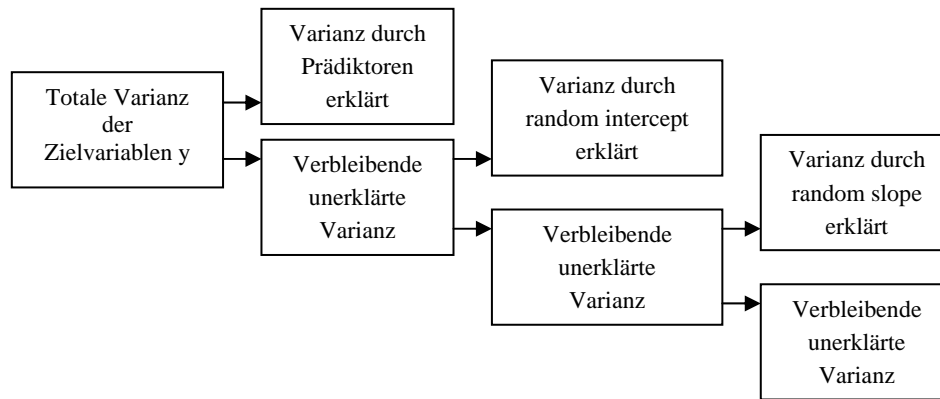 Totale Varianz
der
Zielvariablen y
Varianz durch
Prädiktoren
erklärt
Verbleibende
unerklärte
Varianz
Varianz durch
random intercept
erklärt
Verbleibende
unerklärte
Varianz
Varianz durch
random slope
erklärt
Verbleibende
unerklärte
Varianz